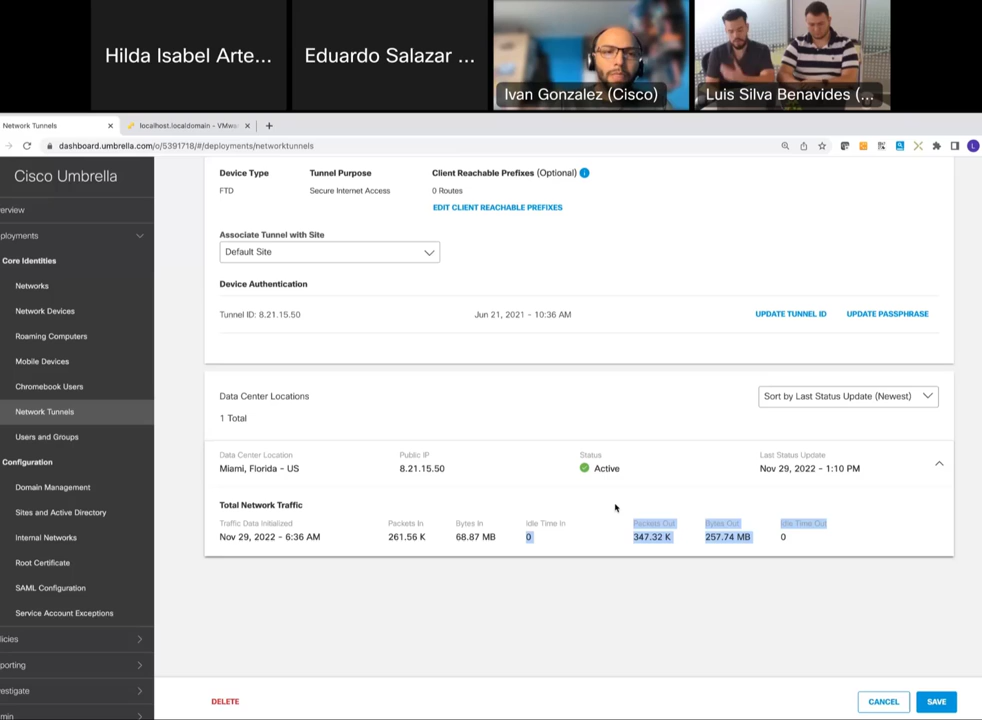 Hilda Isabel Arte...
Eduardo Salazar ...
Ivan Gonzalez (Cisco)
Luis Silva Benavides (...
Network Tunnels
localhost.localdomain - VMwa
dashboard.umbrella.com/o/5391718/#/deployments/networktunnels
L
Cisco Umbrella
erview
ployments
Core Identities
Networks
Network Devices
Roaming Computers
Mobile Devices
Chromebook Users
Network Tunnels
Users and Groups
Configuration
Domain Management
Sites and Active Directory
Internal Networks
Root Certificate
SAML Configuration
Service Account Exceptions
licies
porting
estigate
min
Device Type
Tunnel Purpose
Client Reachable Prefixes (Optional)
FTD
Secure Internet Access
0 Routes
EDIT CLIENT REACHABLE PREFIXES
Associate Tunnel with Site
Default Site
Device Authentication
Tunnel ID: 8.21.15.50
Jun 21, 2021 - 10:36 AM
UPDATE TUNNEL ID
UPDATE PASSPHRASE
Data Center Locations
Sort by Last Status Update (Newest)
1 Total
Data Center Location
Public IP
Status
Last Status Update
Miami, Florida - US
8.21.15.50
Active
Nov 29, 2022 - 1:10 PM
Total Network Traffic
Traffic Data Initialized
Packets In
Bytes In
Idle Time In
Packets Out
Bytes Out
Idle Time Out
Nov 29, 2022 - 6:36 AM
261.56 K
68.87 MB
0
347.32 K
257.74 MB
0
DELETE
CANCEL
SAVE